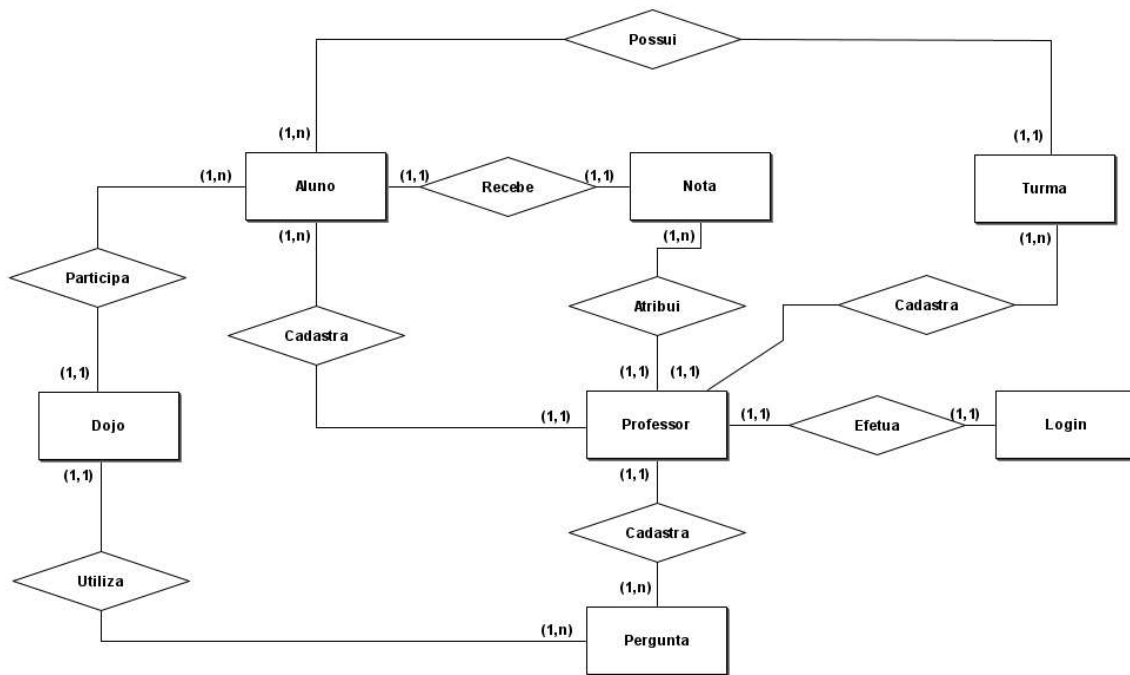 Possui
(1,n)
(1,1)
(1,n)
Aluno
(1,1)
Recebe
(1,1)
Nota
Turma
(1,n)
(1,n)
(1,n)
Participa
Cadastra
Atribui
Cadastra
(1,1)
(1,1)
(1,1)
Dojo
(1,1)
Professor
(1,1)
Efetua
(1,1)
Login
(1,1)
(1,1)
Cadastra
Utiliza
(1,n)
(1,n)
Pergunta